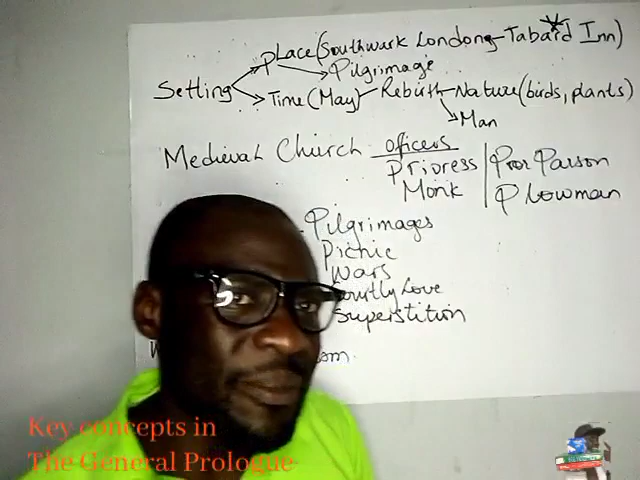 Place (Southwark London - Tabard Inn)
Pilgrimage
Setting
Time (May) Rebirth - Nature (birds, plants)
Man
Medieval Church officers
Prioress | Poor Parson
Monk | Plowman
Pilgrimages
Picnic
Wars
Courtly Love
Superstition
Key concepts in
The General Prologue